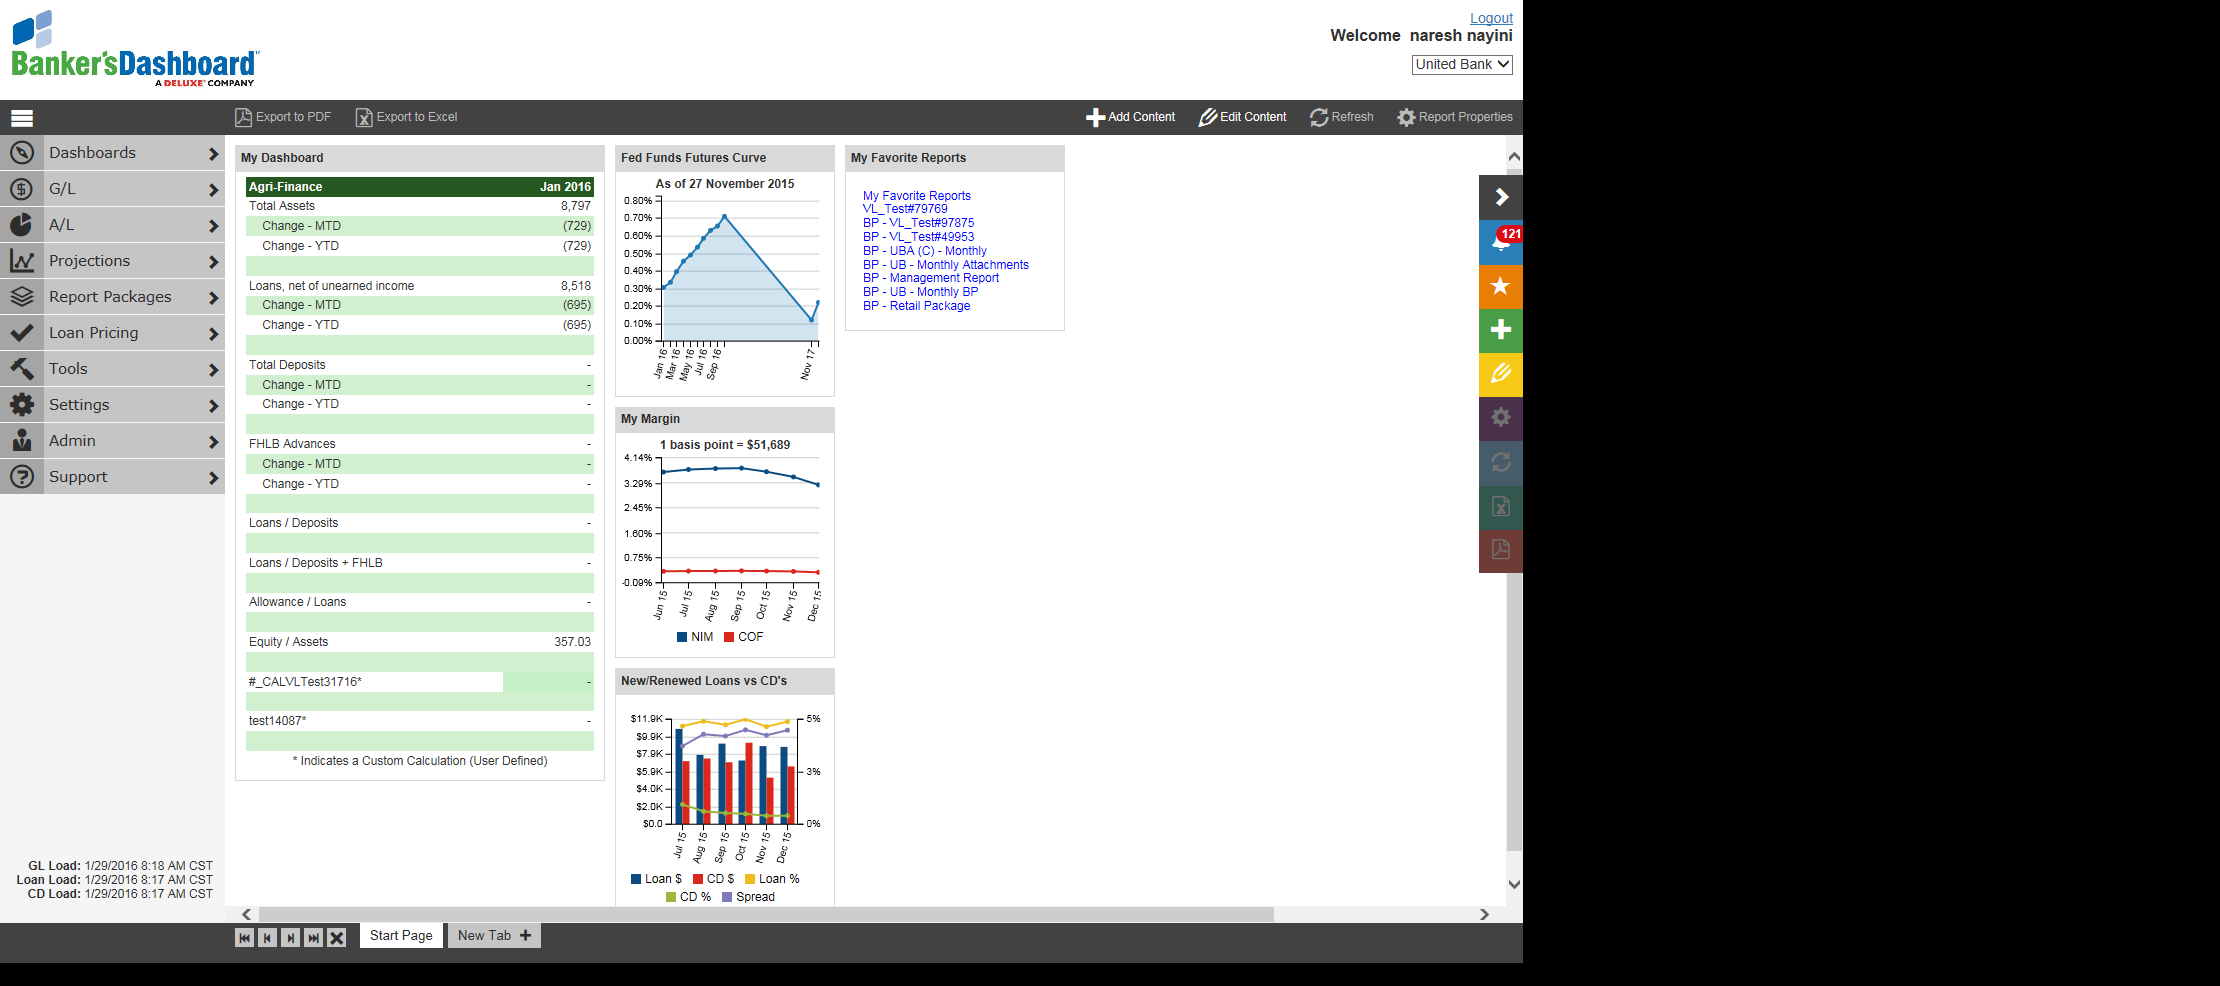 Banker'sDashboard
A DELUXE COMPANY
Logout
Welcome naresh nayini
United Bank
Export to PDF Export to Excel Add Content Edit Content Refresh Report Properties
Dashboards
G/L
A/L
Projections
Report Packages
Loan Pricing
Tools
Settings
Admin
Support
GL Load: 1/29/2016 8:18 AM CST
Loan Load: 1/29/2016 8:17 AM CST
CD Load: 1/29/2016 8:17 AM CST
My Dashboard
Agri-Finance Jan 2016
Total Assets 8,797
Change - MTD (729)
Change - YTD (729)
Loans, net of unearned income 8,518
Change - MTD (695)
Change - YTD (695)
Total Deposits -
Change - MTD -
Change - YTD -
FHLB Advances -
Change - MTD -
Change - YTD -
Loans / Deposits -
Loans / Deposits + FHLB -
Allowance / Loans -
Equity / Assets 357.03
#_CALVLTest31716* -
test14087* -
* Indicates a Custom Calculation (User Defined)
Fed Funds Futures Curve
As of 27 November 2015
0.80%
0.70%
0.60%
0.50%
0.40%
0.30%
0.20%
0.10%
0.00%
Jan 16 Mar 16 May 16 Jul 16 Sep 16 Nov 17
My Margin
1 basis point = $51,689
4.14%
3.29%
2.45%
1.60%
0.75%
-0.09%
Jun 15 Jul 15 Aug 15 Sep 15 Oct 15 Nov 15 Dec 15
NIM COF
New/Renewed Loans vs CD's
$11.9K 5%
$9.9K
$7.9K
$5.9K 3%
$4.0K
$2.0K
$0.0 0%
Jul 15 Aug 15 Sep 15 Oct 15 Nov 15 Dec 15
Loan $ CD $ Loan %
CD % Spread
My Favorite Reports
My Favorite Reports
VL_Test#79769
BP - VL_Test#97875
BP - VL_Test#49953
BP - UBA (C) - Monthly
BP - UB - Monthly Attachments
BP - Management Report
BP - UB - Monthly BP
BP - Retail Package
121
Start Page New Tab